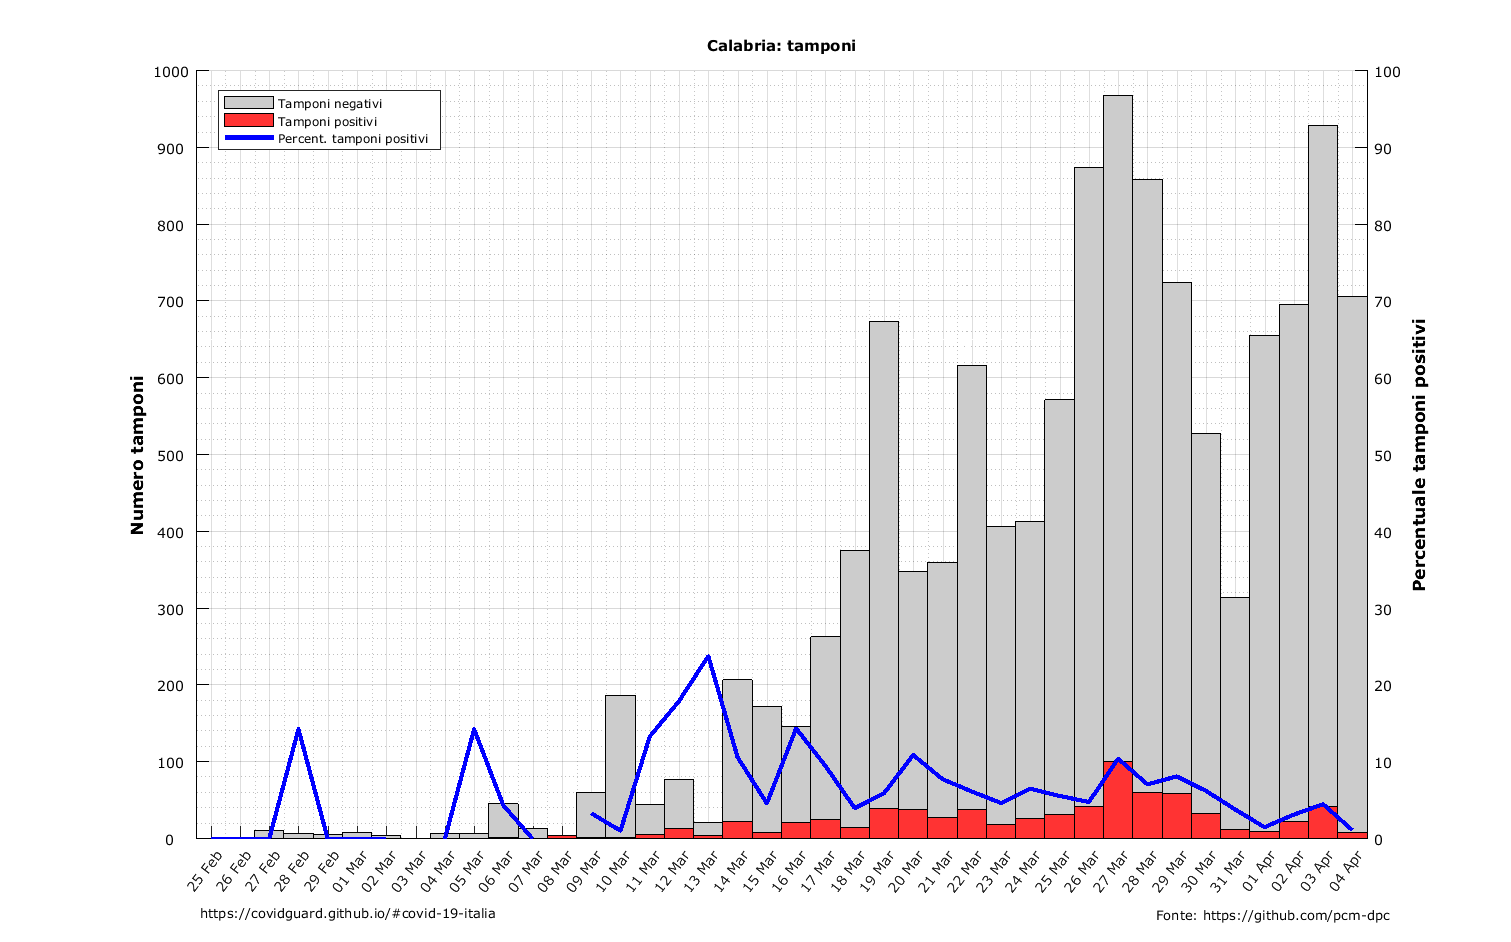 Calabria: tamponi
Tamponi negativi
Tamponi positivi
Percent. tamponi positivi
Numero tamponi
1000
900
800
700
600
500
400
300
200
100
0
Percentuale tamponi positivi
100
90
80
70
60
50
40
30
20
10
0
25 Feb
26 Feb
27 Feb
28 Feb
29 Feb
01 Mar
02 Mar
03 Mar
04 Mar
05 Mar
06 Mar
07 Mar
08 Mar
09 Mar
10 Mar
11 Mar
12 Mar
13 Mar
14 Mar
15 Mar
16 Mar
17 Mar
18 Mar
19 Mar
20 Mar
21 Mar
22 Mar
23 Mar
24 Mar
25 Mar
26 Mar
27 Mar
28 Mar
29 Mar
30 Mar
31 Mar
01 Apr
02 Apr
03 Apr
04 Apr
https://covidguard.github.io/#covid-19-italia
Fonte: https://github.com/pcm-dpc